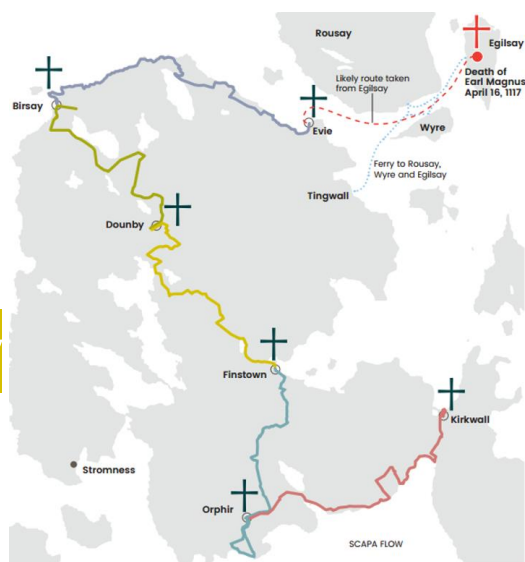 Rousay
Egilsay
Death of
Earl Magnus
April 16, 1117
Likely route taken
from Egilsay
Birsay
Evie
Wyre
Ferry to Rousay,
Wyre and Egilsay
Tingwall
Dounby
Finstown
Kirkwall
Stromness
Orphir
SCAPA FLOW